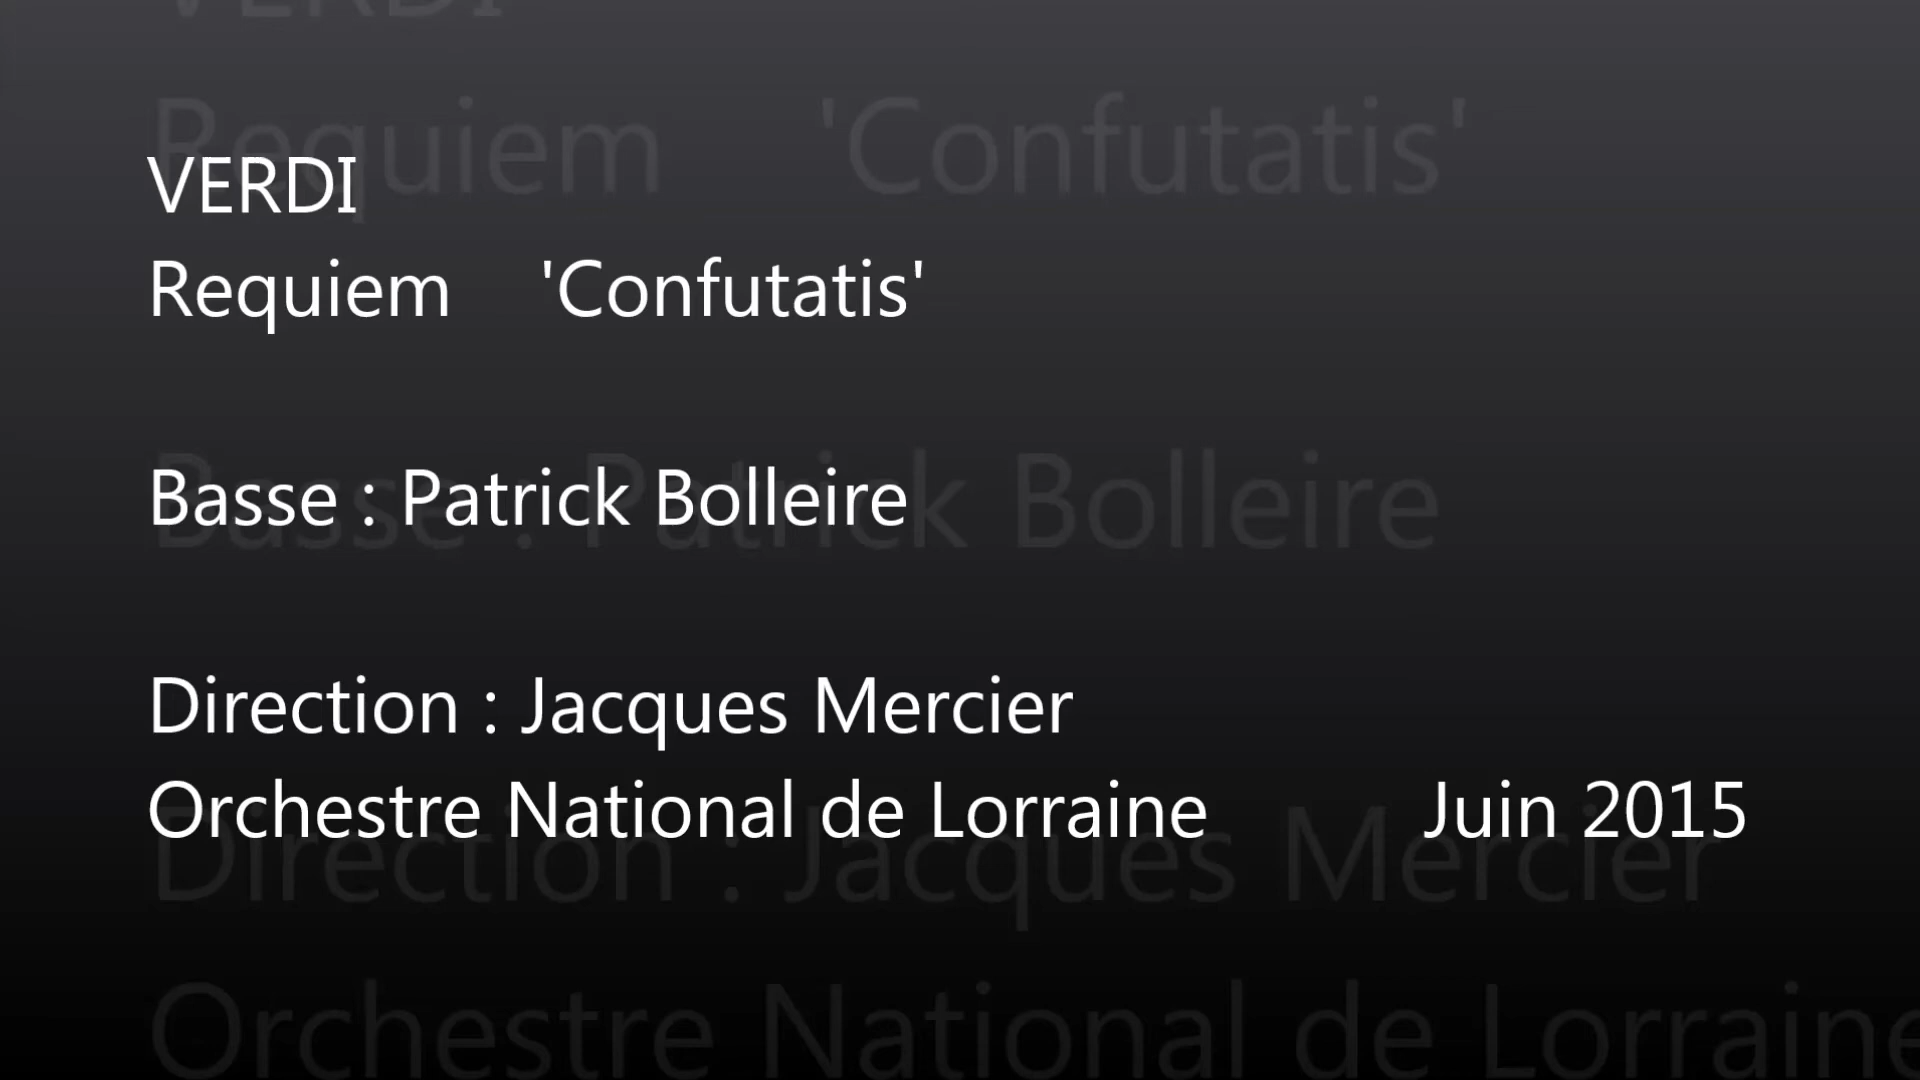 VERDI
Requiem 'Confutatis'
Basse : Patrick Bolleire
Direction : Jacques Mercier
Orchestre National de Lorraine Juin 2015